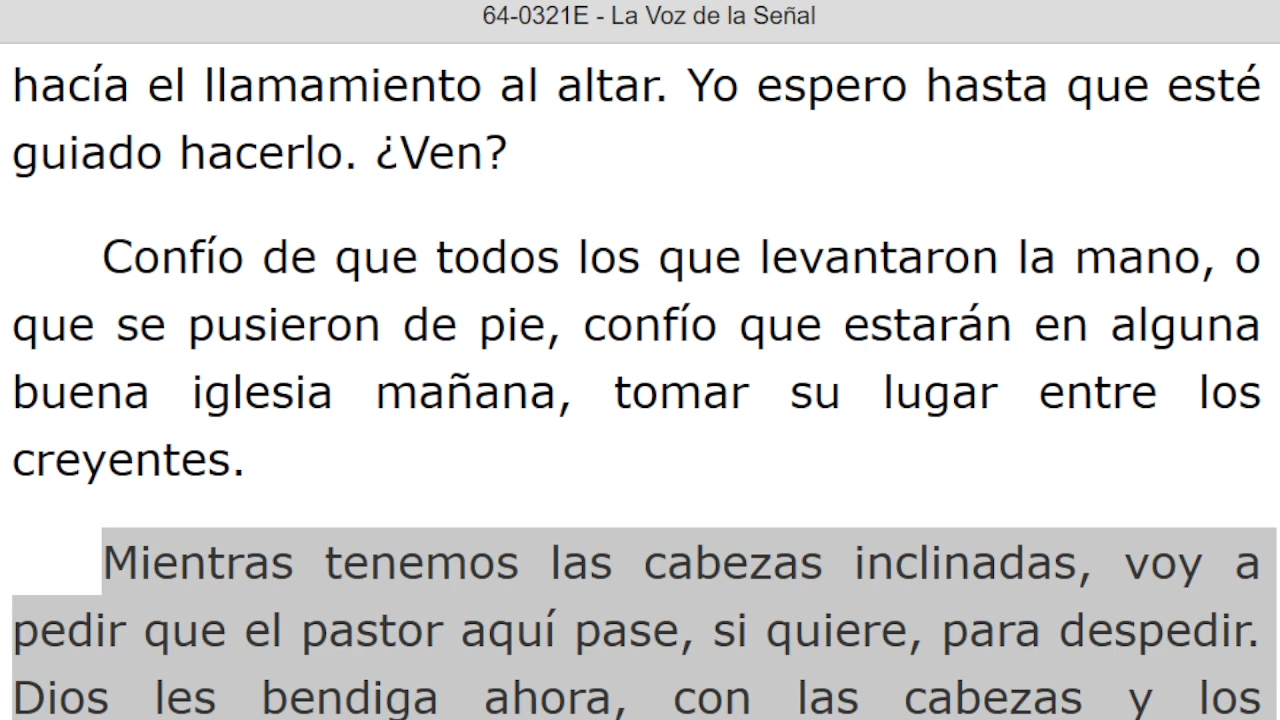 64-0321E - La Voz de la Señal
hacía el llamamiento al altar. Yo espero hasta que esté
guiado hacerlo. ¿Ven?
Confío de que todos los que levantaron la mano, o
que se pusieron de pie, confío que estarán en alguna
buena iglesia mañana, tomar su lugar entre los
creyentes.
Mientras tenemos las cabezas inclinadas, voy a
pedir que el pastor aquí pase, si quiere, para despedir.
Dios les bendiga ahora, con las cabezas y los